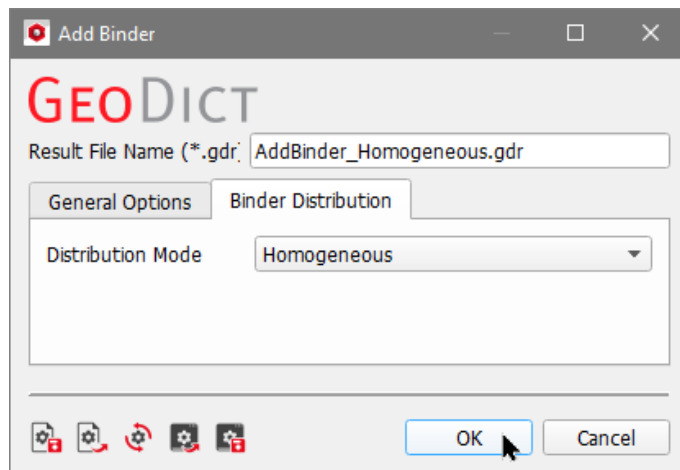 Add Binder
GEODICT
Result File Name (*.gdr) AddBinder_Homogeneous.gdr
General Options Binder Distribution
Distribution Mode Homogeneous
OK Cancel